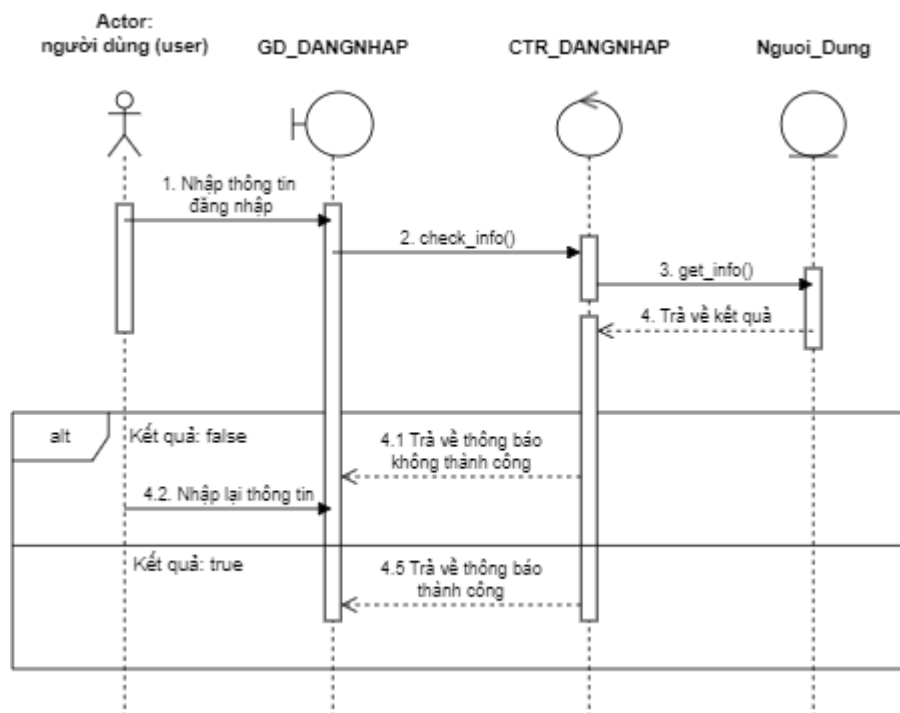 Actor:
người dùng (user)
GD_DANGNHAP
CTR_DANGNHAP
Nguoi_Dung
1. Nhập thông tin
đăng nhập
2. check_info()
3. get_info()
4. Trả về kết quả
alt
Kết quả: false
4.1 Trả về thông báo
không thành công
4.2. Nhập lại thông tin
Kết quả: true
4.5 Trả về thông báo
thành công